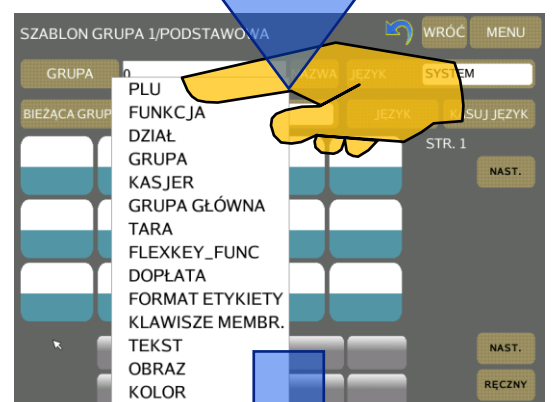 SZABLON GRUPA 1/PODSTAWOWA WRÓĆ MENU
GRUPA 0 NAZWA JĘZYK SYSTEM
BIEŻĄCA GRUP JĘZYK SUJ JĘZYK
STR. 1
NAST.
PLU
FUNKCJA
DZIAŁ
GRUPA
KASJER
GRUPA GŁÓWNA
TARA
FLEXKEY_FUNC
DOPŁATA
FORMAT ETYKIETY
KLAWISZE MEMBR.
TEKST
OBRAZ
KOLOR
NAST.
RĘCZNY